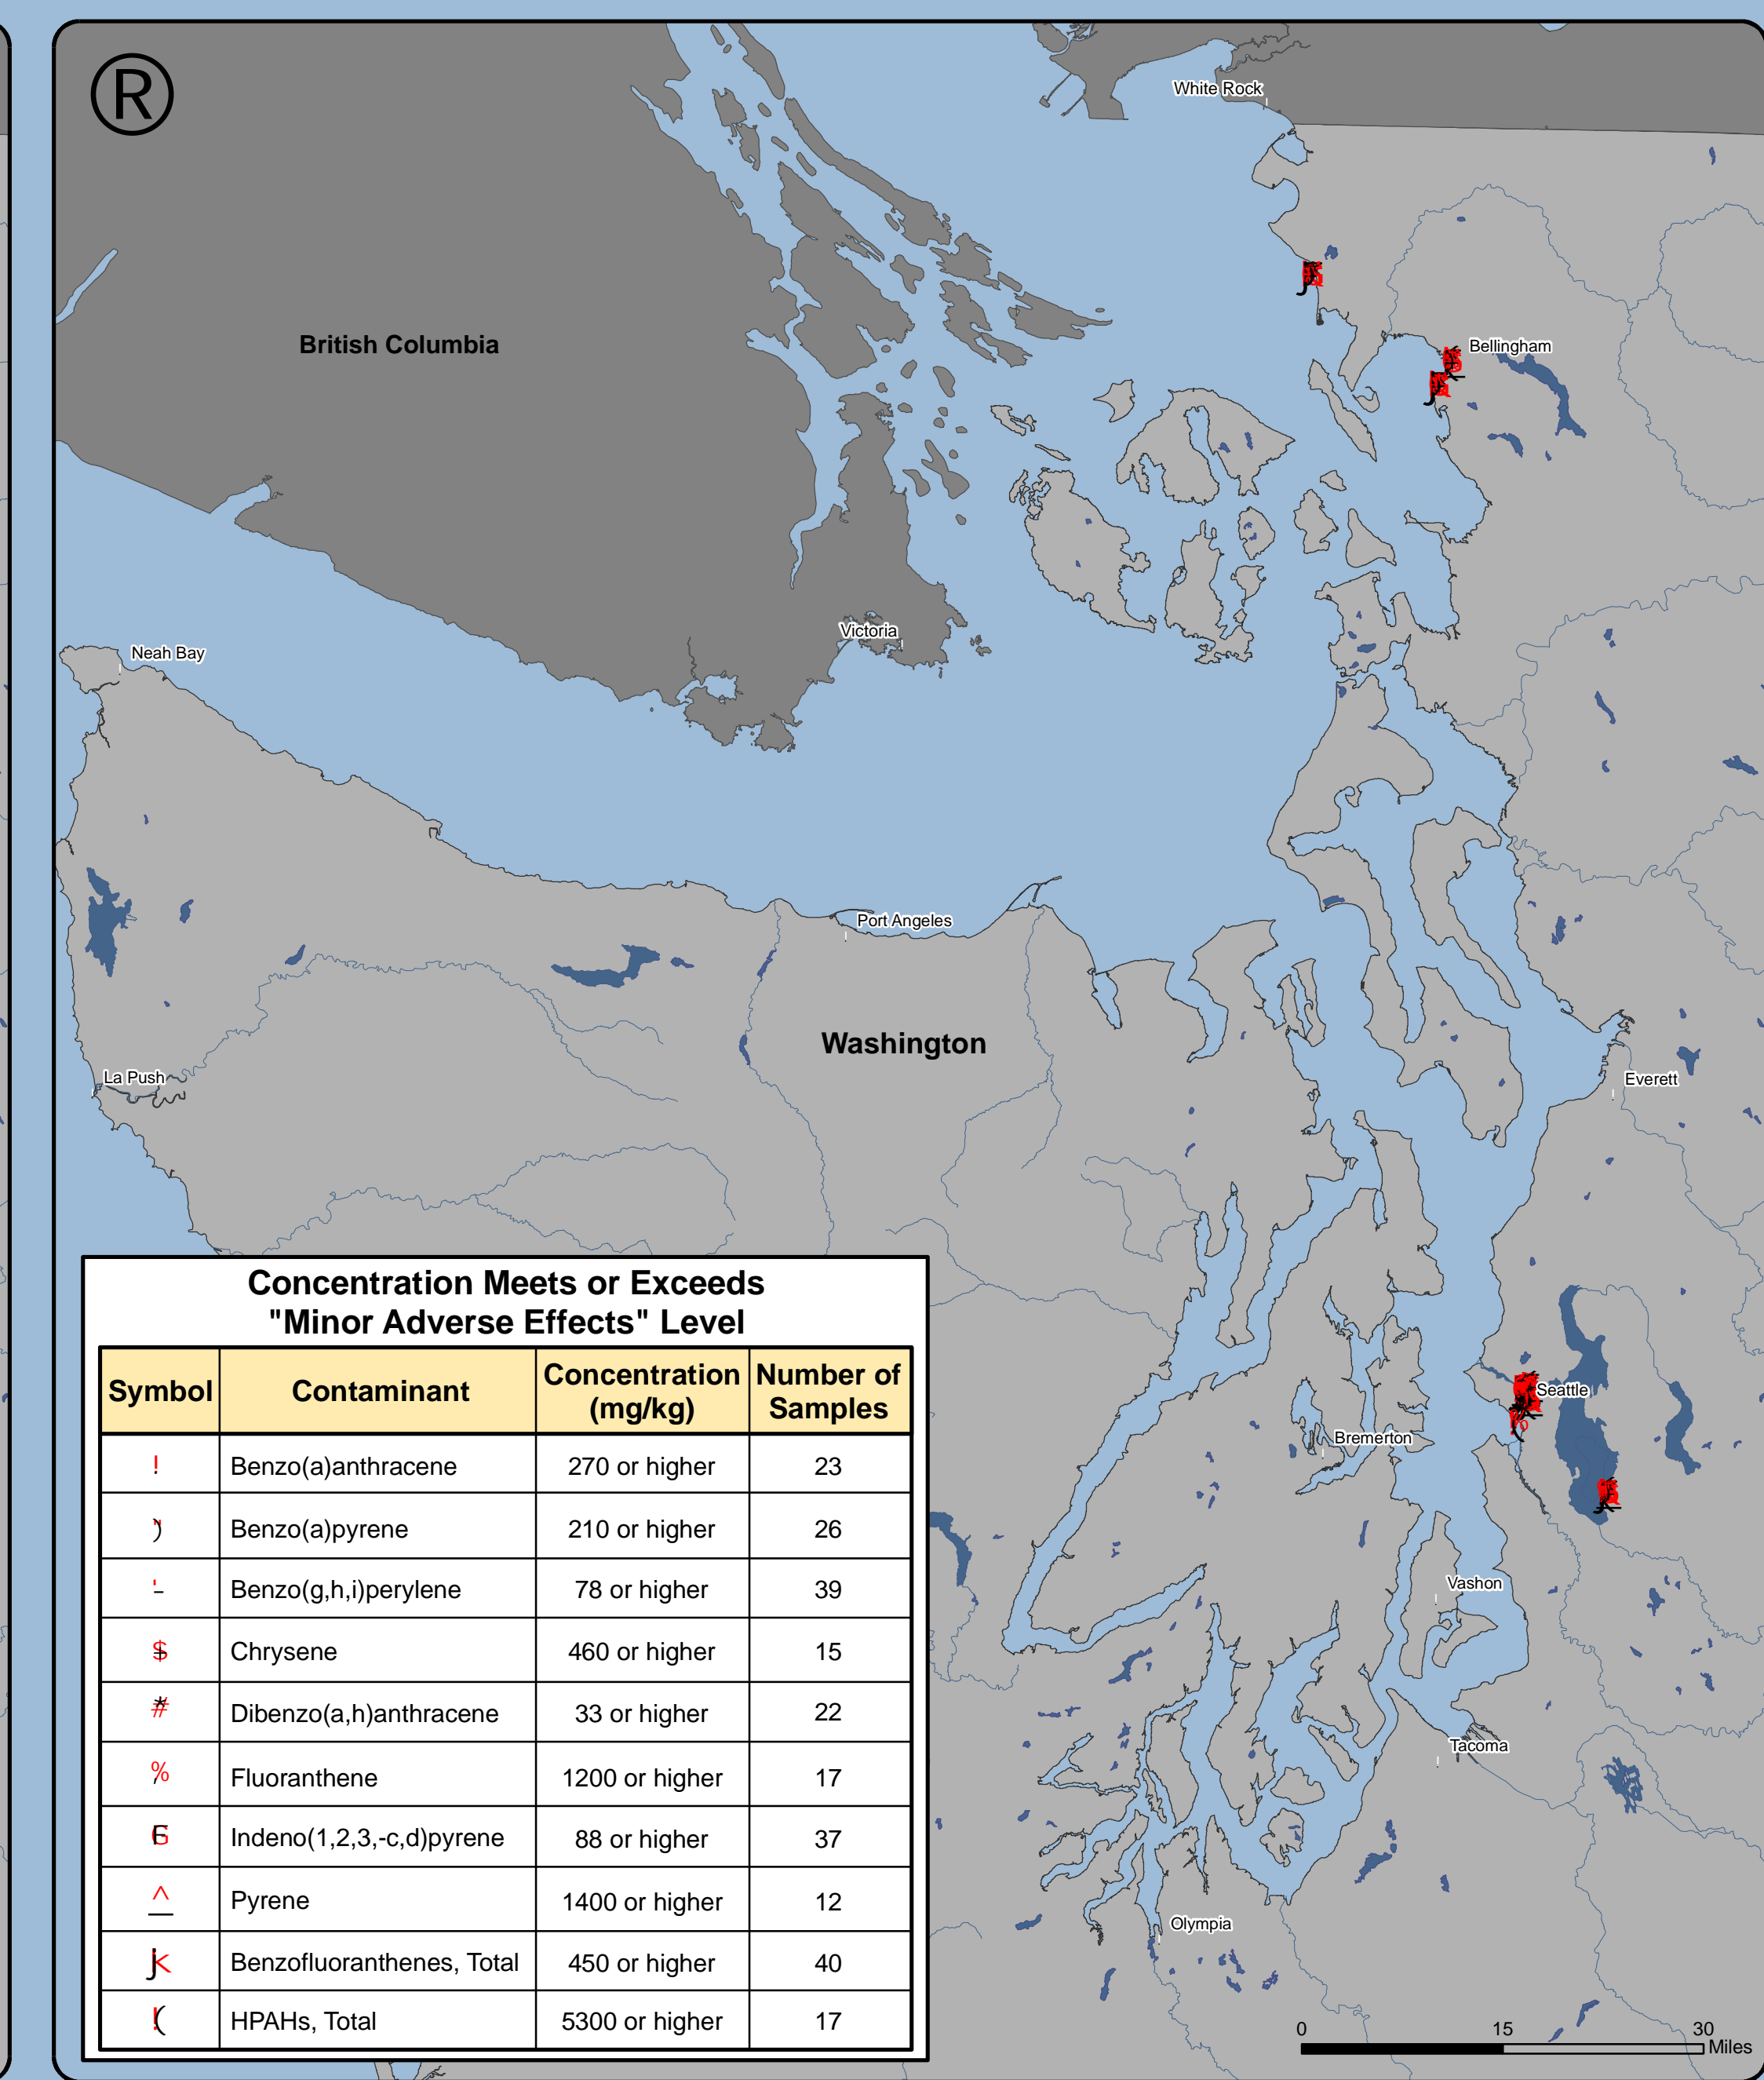 ®
White Rock
British Columbia
Bellingham
Victoria
Neah Bay
Port Angeles
Washington
La Push
Everett
Seattle
Bremerton
Vashon
Tacoma
Olympia
Concentration Meets or Exceeds
"Minor Adverse Effects" Level
Symbol Contaminant Concentration (mg/kg) Number of Samples
! Benzo(a)anthracene 270 or higher 23
Benzo(a)pyrene 210 or higher 26
Benzo(g,h,i)perylene 78 or higher 39
$ Chrysene 460 or higher 15
# Dibenzo(a,h)anthracene 33 or higher 22
% Fluoranthene 1200 or higher 17
Indeno(1,2,3,-c,d)pyrene 88 or higher 37
^ Pyrene 1400 or higher 12
Benzofluoranthenes, Total 450 or higher 40
HPAHs, Total 5300 or higher 17
0 15 30
Miles